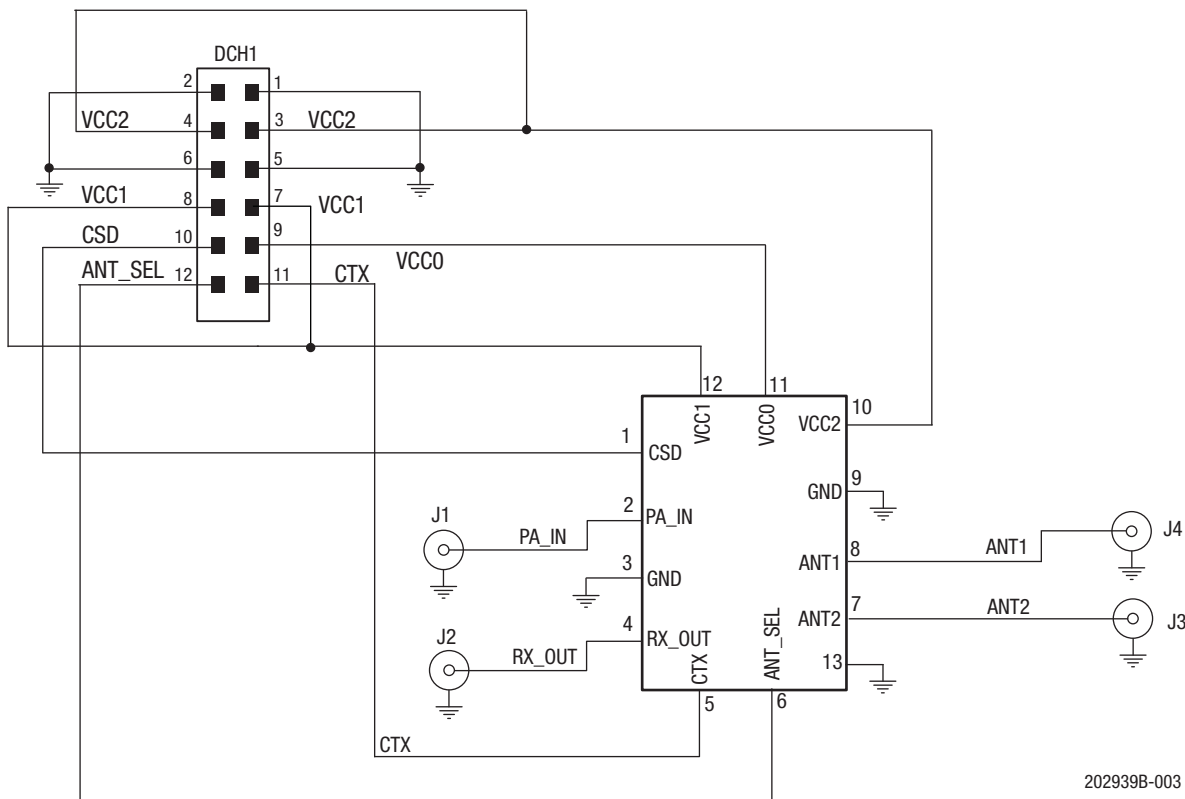 DCH1
2 1
VCC2 4 3 VCC2
6 5
VCC1 8 7 VCC1
CSD 10 9
VCC0
ANT_SEL 12 11 CTX
12 11
VCC1 VCC0
VCC2 10
1 CSD
GND 9
2 PA_IN
J1 PA_IN
ANT1 8 ANT1 J4
3 GND
ANT2 7 ANT2 J3
4 RX_OUT
J2 RX_OUT
13
CTX ANT_SEL
5 6
CTX
202939B-003